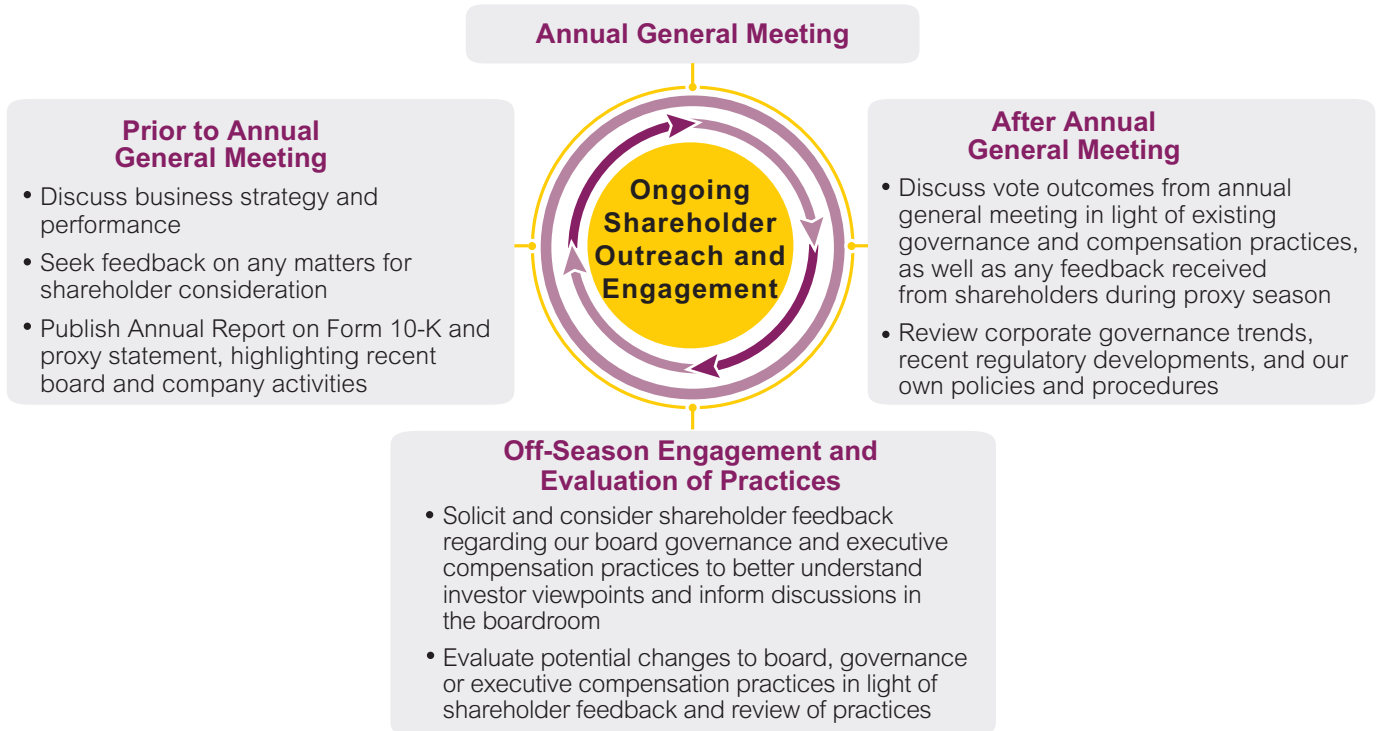 Annual General Meeting
Prior to Annual
General Meeting
• Discuss business strategy and
performance
• Seek feedback on any matters for
shareholder consideration
• Publish Annual Report on Form 10-K and
proxy statement, highlighting recent
board and company activities
Ongoing
Shareholder
Outreach and
Engagement
After Annual
General Meeting
• Discuss vote outcomes from annual
general meeting in light of existing
governance and compensation practices,
as well as any feedback received
from shareholders during proxy season
• Review corporate governance trends,
recent regulatory developments, and our
own policies and procedures
Off-Season Engagement and
Evaluation of Practices
• Solicit and consider shareholder feedback
regarding our board governance and executive
compensation practices to better understand
investor viewpoints and inform discussions in
the boardroom
• Evaluate potential changes to board, governance
or executive compensation practices in light of
shareholder feedback and review of practices